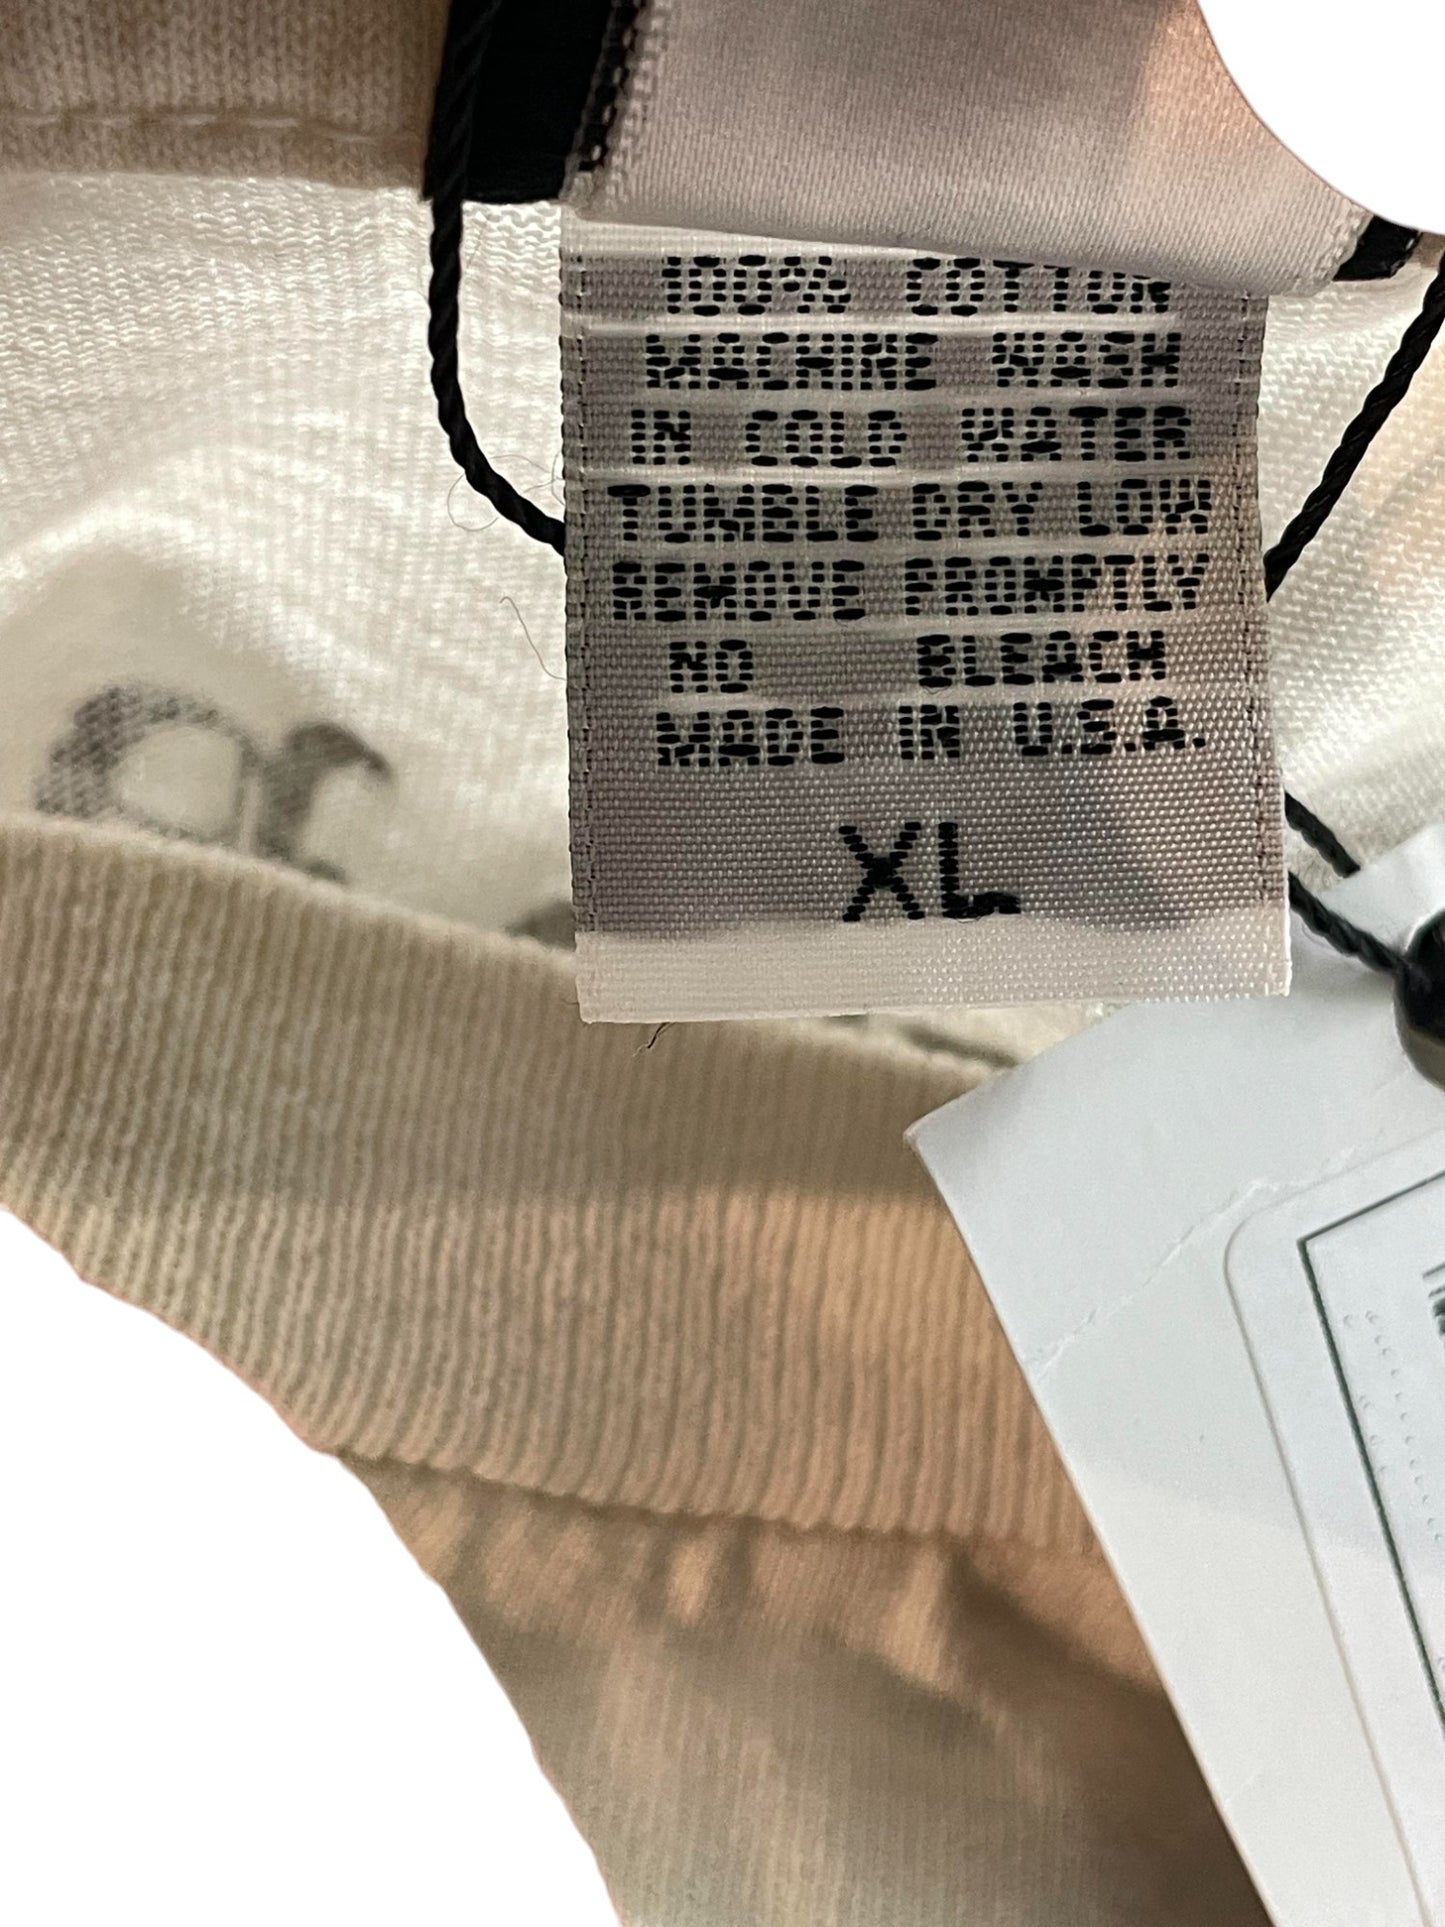 100% COTTON
MACHINE WASH
IN COLD WATER
TUMBLE DRY LOW
REMOVE PROMPTLY
NO BLEACH
MADE IN U.S.A.
XL